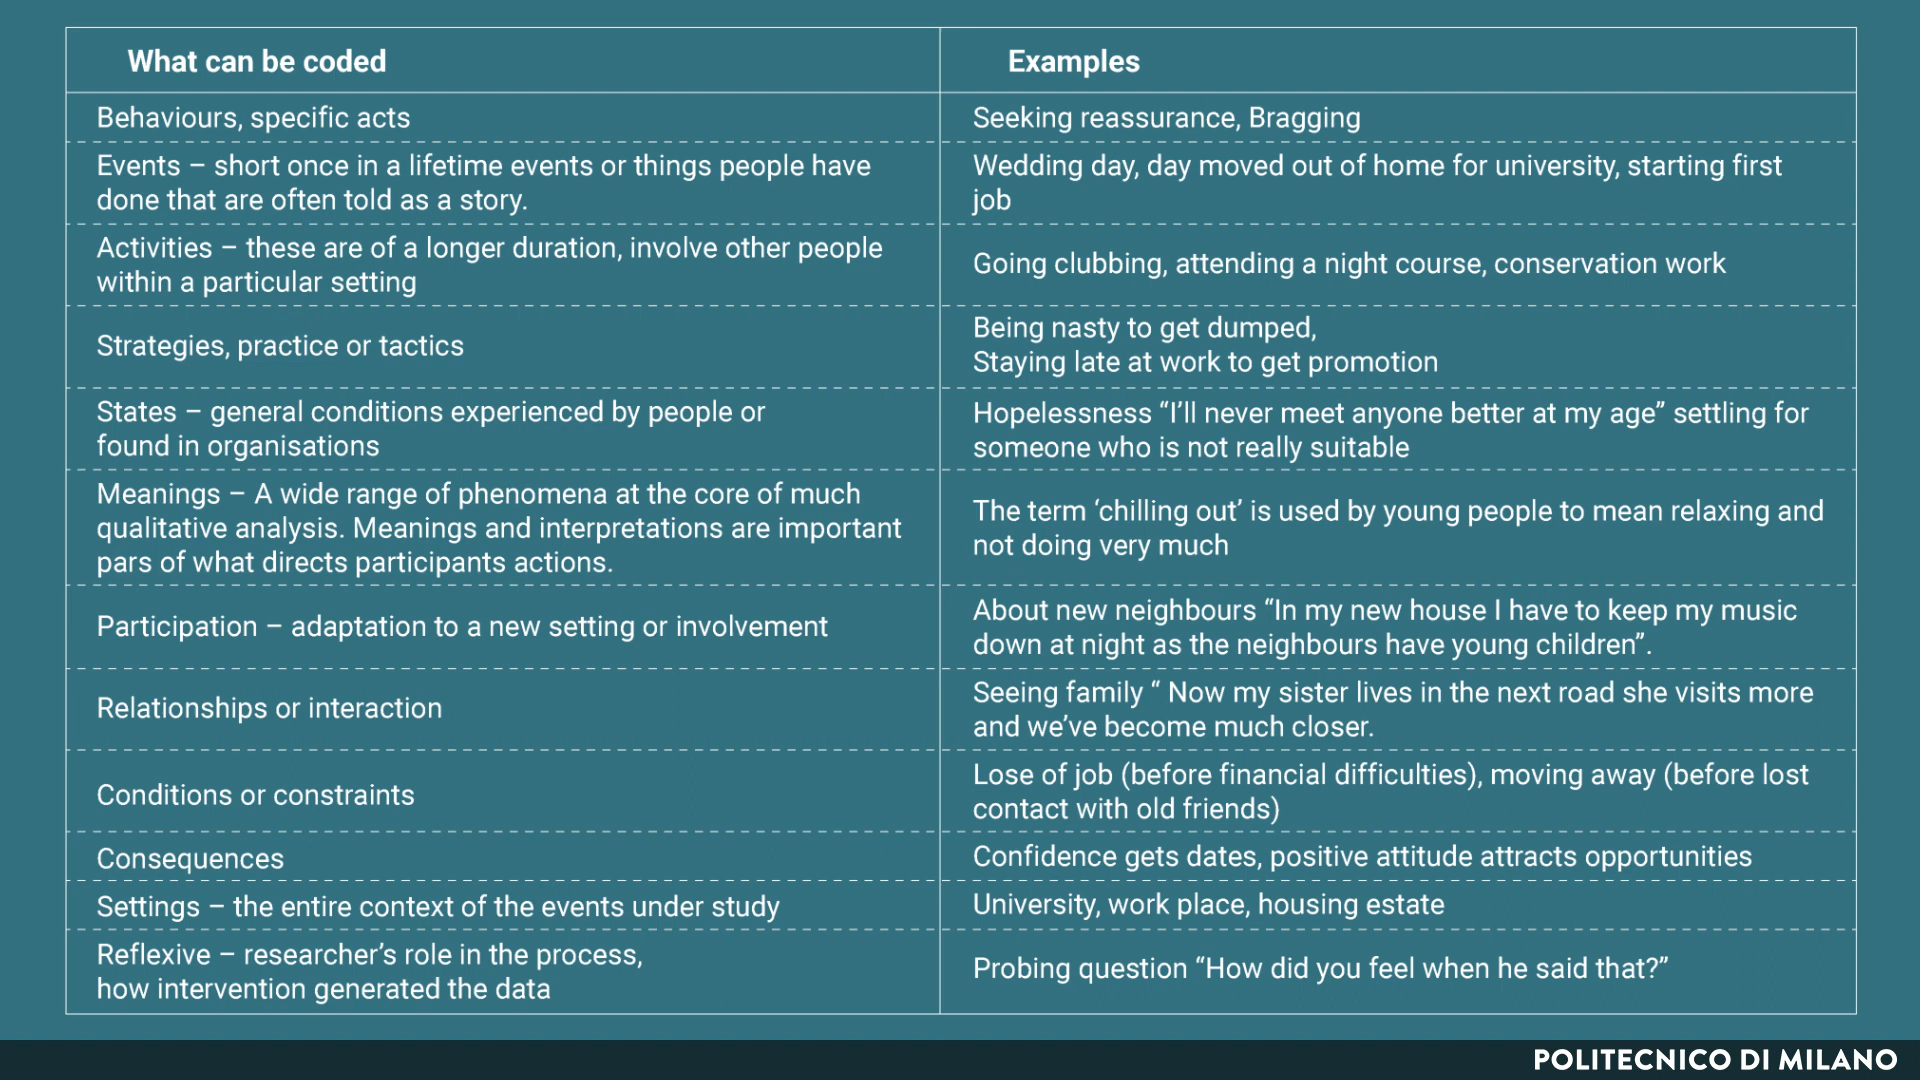 What can be coded
Examples
Behaviours, specific acts
Seeking reassurance, Bragging
Events – short once in a lifetime events or things people have
done that are often told as a story.
Wedding day, day moved out of home for university, starting first
job
Activities – these are of a longer duration, involve other people
within a particular setting
Going clubbing, attending a night course, conservation work
Strategies, practice or tactics
Being nasty to get dumped,
Staying late at work to get promotion
States – general conditions experienced by people or
found in organisations
Hopelessness “I’ll never meet anyone better at my age” settling for
someone who is not really suitable
Meanings – A wide range of phenomena at the core of much
qualitative analysis. Meanings and interpretations are important
pars of what directs participants actions.
The term ‘chilling out’ is used by young people to mean relaxing and
not doing very much
Participation – adaptation to a new setting or involvement
About new neighbours “In my new house I have to keep my music
down at night as the neighbours have young children”.
Relationships or interaction
Seeing family “ Now my sister lives in the next road she visits more
and we’ve become much closer.
Conditions or constraints
Lose of job (before financial difficulties), moving away (before lost
contact with old friends)
Consequences
Confidence gets dates, positive attitude attracts opportunities
Settings – the entire context of the events under study
University, work place, housing estate
Reflexive – researcher’s role in the process,
how intervention generated the data
Probing question “How did you feel when he said that?”
POLITECNICO DI MILANO